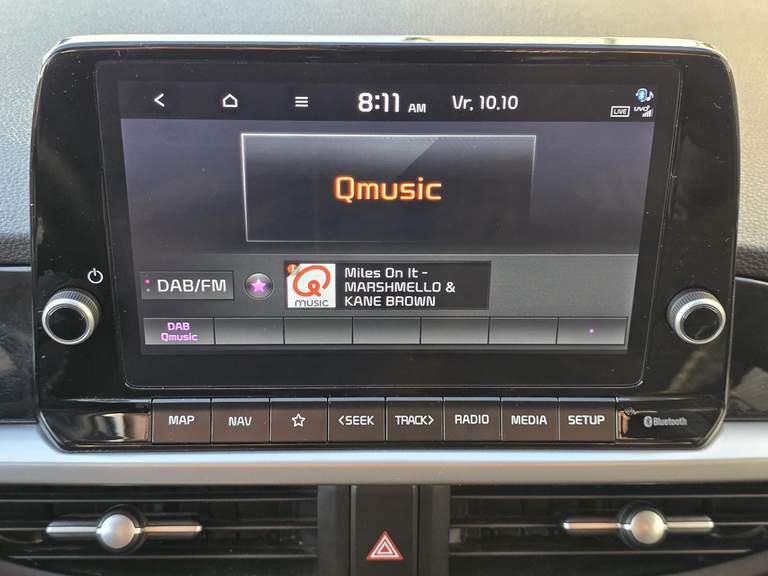 8:11 AM Vr, 10.10
LIVE UVO
Qmusic
DAB/FM
Q
MUSIC
Miles On It -
MARSHMELLO &
KANE BROWN
DAB
Qmusic
MAP NAV <SEEK TRACK> RADIO MEDIA SETUP
Bluetooth